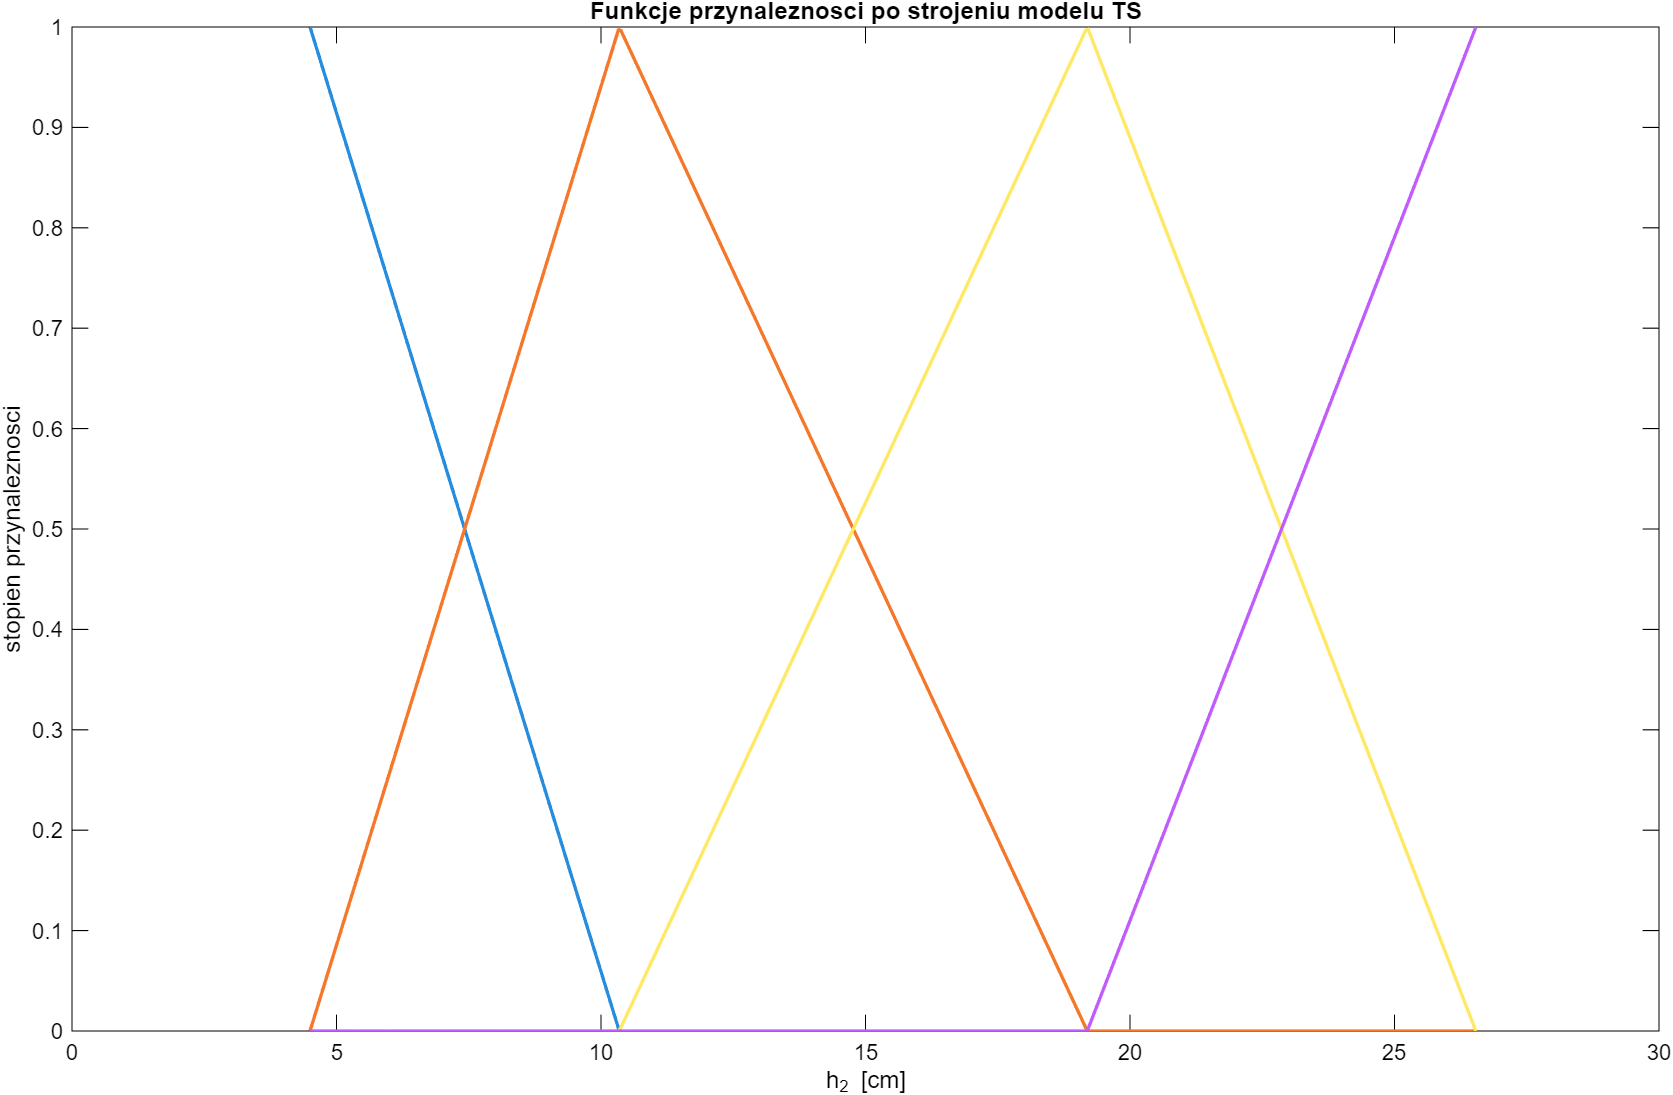 Funkcje przynaleznosci po strojeniu modelu TS
1
0.9
0.8
0.7
0.6
0.5
0.4
0.3
0.2
0.1
0
stopien przynaleznosci
0 5 10 15 20 25 30
h₂ [cm]